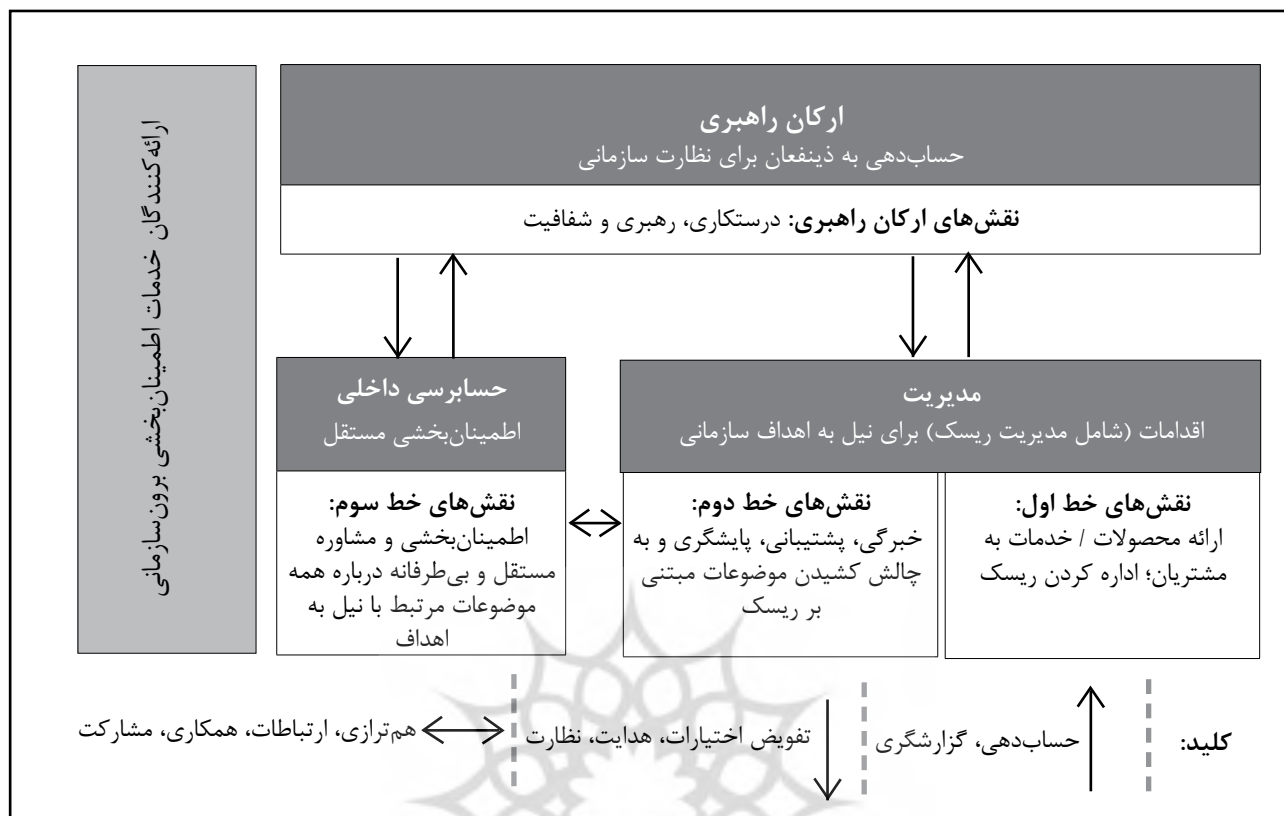 ارکان راهبری
حساب‌دهی به ذینفعان برای نظارت سازمانی
نقش‌های ارکان راهبری: درستکاری، رهبری و شفافیت
مدیریت
اقدامات (شامل مدیریت ریسک) برای نیل به اهداف سازمانی
نقش‌های خط اول:
ارائه محصولات / خدمات به
مشتریان؛ اداره کردن ریسک
نقش‌های خط دوم:
خبرگی، پشتیبانی، پایشگری و به
چالش کشیدن موضوعات مبتنی
بر ریسک
حسابرسی داخلی
اطمینان‌بخشی مستقل
نقش‌های خط سوم:
اطمینان‌بخشی و مشاوره
مستقل و بی‌طرفانه درباره همه
موضوعات مرتبط با نیل به
اهداف
ارائه‌کنندگان خدمات اطمینان‌بخشی برون‌سازمانی
کلید:
حساب‌دهی، گزارشگری
تفویض اختیارات، هدایت، نظارت
هم‌ترازی، ارتباطات، همکاری، مشارکت